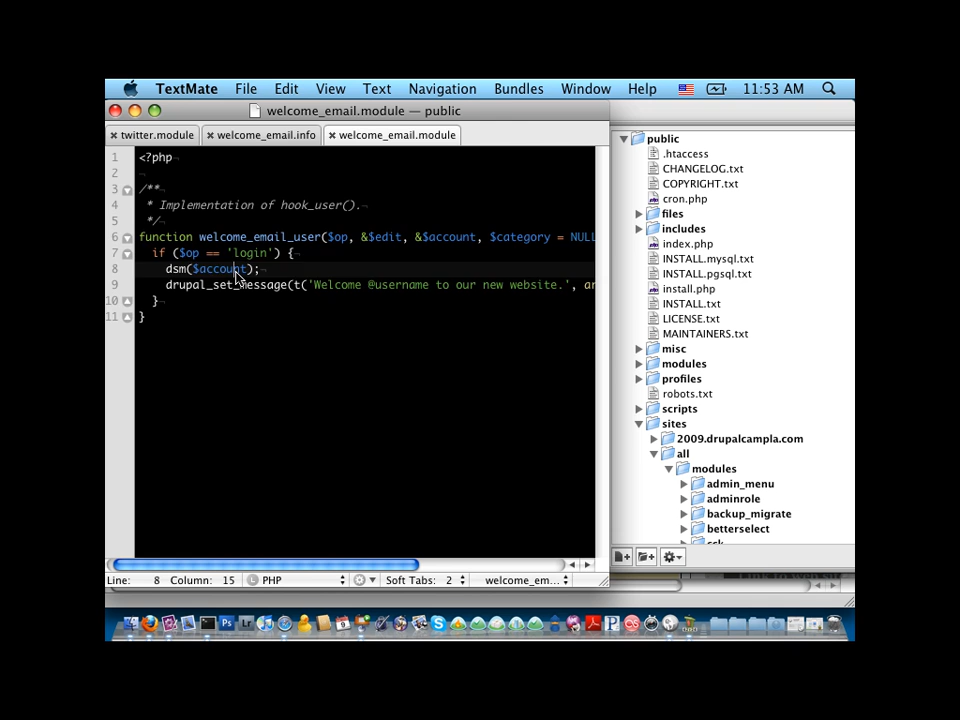 TextMate File Edit View Text Navigation Bundles Window Help 11:53 AM
welcome_email.module — public
twitter.module welcome_email.info welcome_email.module
1 <?php
2
3 /**
4 * Implementation of hook_user().
5 */
6 function welcome_email_user($op, &$edit, &$account, $category = NULL
7 if ($op == 'login') {
8 dsm($account);
9 drupal_set_message(t('Welcome @username to our new website.', ar
10 }
11 }
Line: 8 Column: 15 PHP Soft Tabs: 2 welcome_em...
public
.htaccess
CHANGELOG.txt
COPYRIGHT.txt
cron.php
files
includes
index.php
INSTALL.mysql.txt
INSTALL.pgsql.txt
install.php
INSTALL.txt
LICENSE.txt
MAINTAINERS.txt
misc
modules
profiles
robots.txt
scripts
sites
2009.drupalcampla.com
all
modules
admin_menu
adminrole
backup_migrate
betterselect
cck